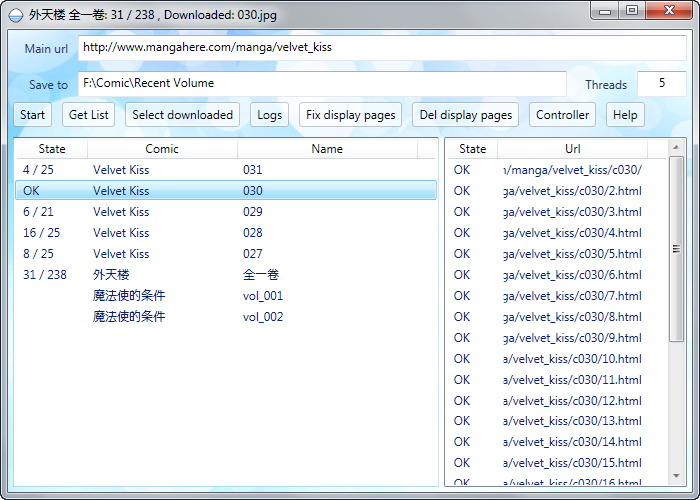 外天楼 全一卷: 31 / 238 , Downloaded: 030.jpg
Main url http://www.mangahere.com/manga/velvet_kiss
Save to F:\Comic\Recent Volume Threads 5
Start Get List Select downloaded Logs Fix display pages Del display pages Controller Help
State Comic Name
4 / 25 Velvet Kiss 031
OK Velvet Kiss 030
6 / 21 Velvet Kiss 029
16 / 25 Velvet Kiss 028
8 / 25 Velvet Kiss 027
31 / 238 外天楼 全一卷
魔法使的条件 vol_001
魔法使的条件 vol_002
State Url
OK /manga/velvet_kiss/c030/
OK ga/velvet_kiss/c030/2.html
OK ga/velvet_kiss/c030/3.html
OK ga/velvet_kiss/c030/4.html
OK ga/velvet_kiss/c030/5.html
OK ga/velvet_kiss/c030/6.html
OK ga/velvet_kiss/c030/7.html
OK ga/velvet_kiss/c030/8.html
OK ga/velvet_kiss/c030/9.html
OK a/velvet_kiss/c030/10.html
OK a/velvet_kiss/c030/11.html
OK a/velvet_kiss/c030/12.html
OK a/velvet_kiss/c030/13.html
OK a/velvet_kiss/c030/14.html
OK a/velvet_kiss/c030/15.html
OK a/velvet_kiss/c030/16.html